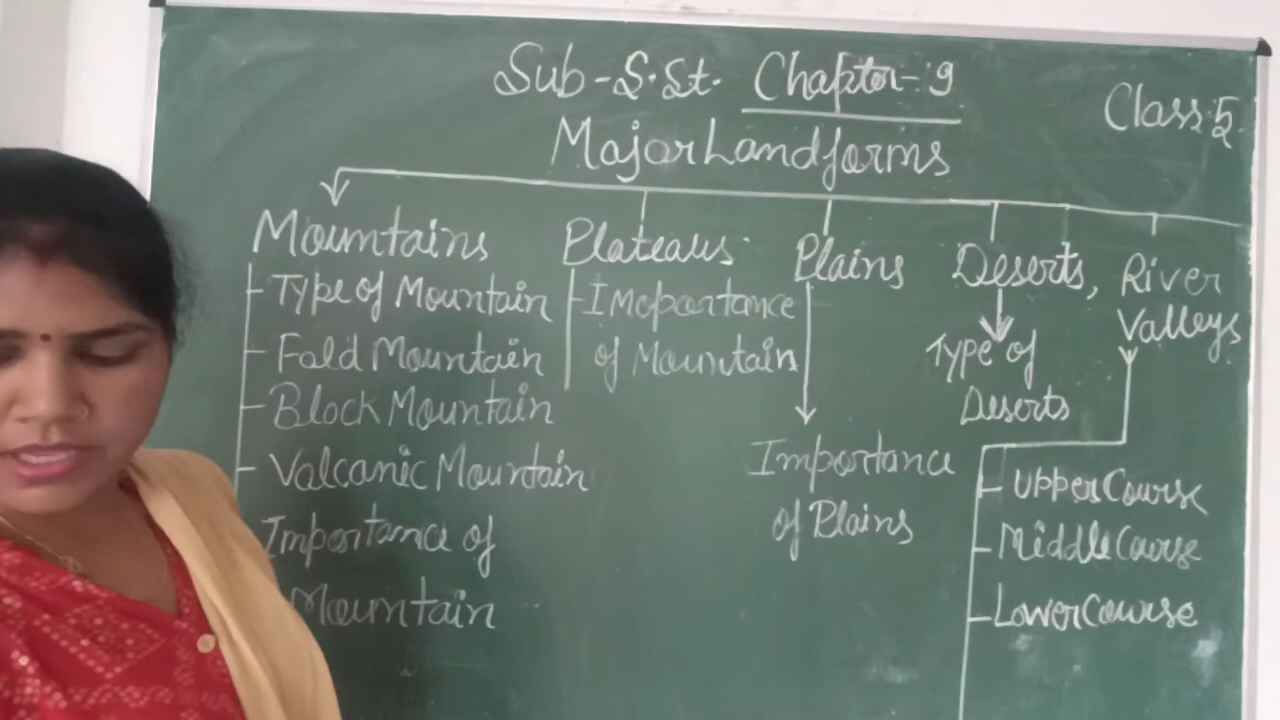 Sub-S.St. Chapter-9
Class:5
Major Landforms
Mountains
Type of Mountain
Fold Mountain
Block Mountain
Valcanic Mountain
Importance of
Mountain
Plateaus
Imoportance
of Mountain
Plains
Importance
of Plains
Deserts,
Type of
Deserts
River
Valleys
Upper Course
Middle Course
Lower Course